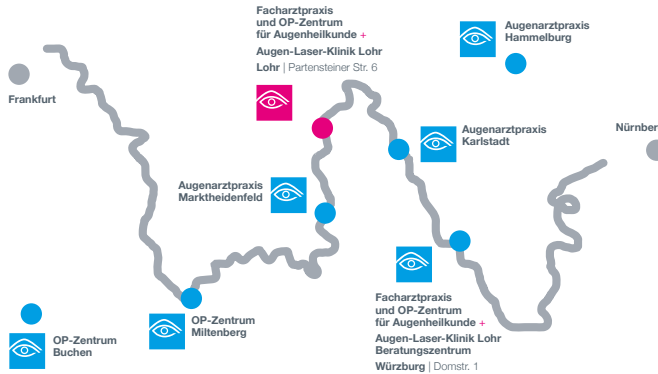 Facharztpraxis
und OP-Zentrum
für Augenheilkunde +
Augen-Laser-Klinik Lohr
Lohr | Partensteiner Str. 6
Augenarztpraxis
Hammelburg
Frankfurt
Augenarztpraxis
Karlstadt
Nürnber
Augenarztpraxis
Marktheidenfeld
Facharztpraxis
und OP-Zentrum
für Augenheilkunde +
Augen-Laser-Klinik Lohr
Beratungszentrum
Würzburg | Domstr. 1
OP-Zentrum
Miltenberg
OP-Zentrum
Buchen